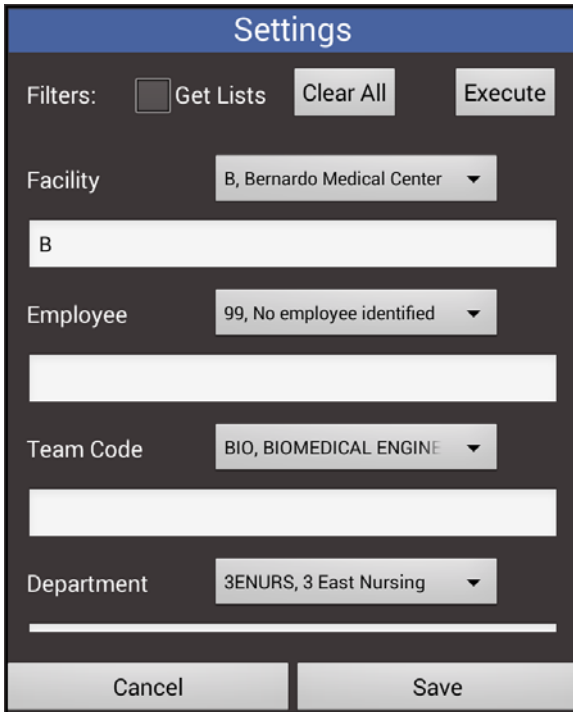 Settings
Filters: Get Lists Clear All Execute
Facility B, Bernardo Medical Center
B
Employee 99, No employee identified
Team Code BIO, BIOMEDICAL ENGINE
Department 3ENURS, 3 East Nursing
Cancel Save